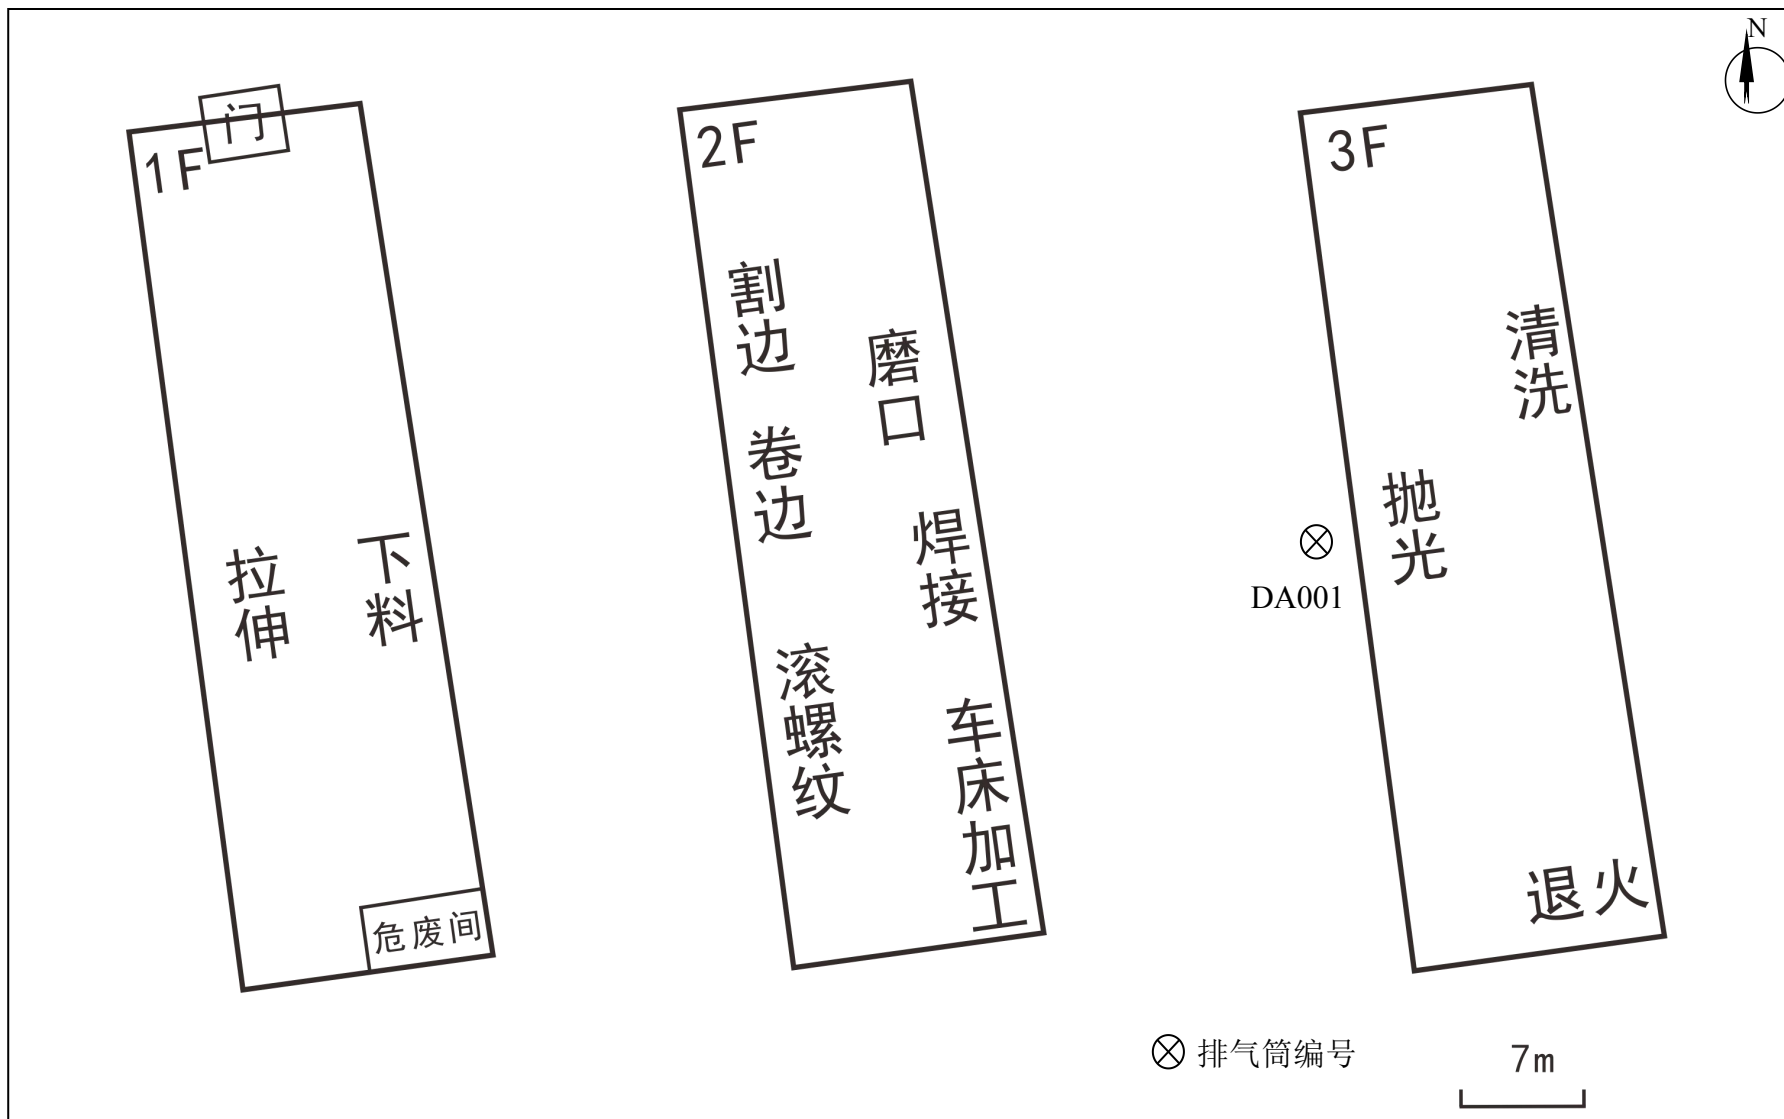 N
门
1F
拉伸
下料
危废间
2F
割边
磨口
卷边
焊接
滚螺纹
车床加工
3F
清洗
抛光
DA001
退火
排气筒编号
7m